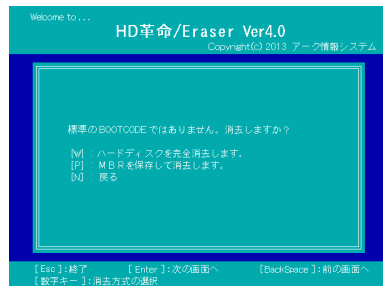 Welcome to...
HD革命/Eraser Ver4.0
Copyright(c) 2013 アーク情報システム
標準のBOOTCODEではありません。消去しますか？
[W] : ハードディスクを完全消去します。
[P] : MBRを保存して消去します。
[N] : 戻る
[Esc]:終了 [Enter]:次の画面へ [BackSpace]:前の画面へ
[数字キー]:消去方式の選択